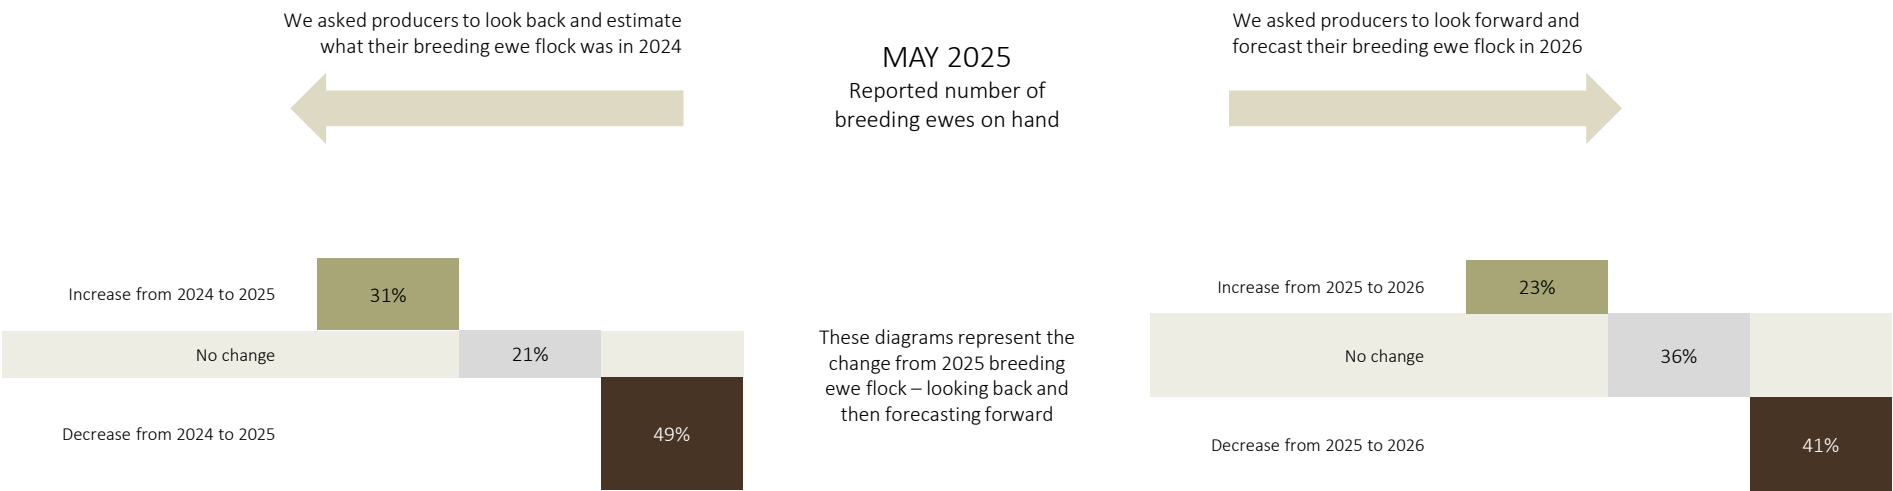 We asked producers to look back and estimate
what their breeding ewe flock was in 2024
MAY 2025
Reported number of
breeding ewes on hand
We asked producers to look forward and
forecast their breeding ewe flock in 2026
Increase from 2024 to 2025
31%
No change
21%
Decrease from 2024 to 2025
49%
These diagrams represent the
change from 2025 breeding
ewe flock – looking back and
then forecasting forward
Increase from 2025 to 2026
23%
No change
36%
Decrease from 2025 to 2026
41%